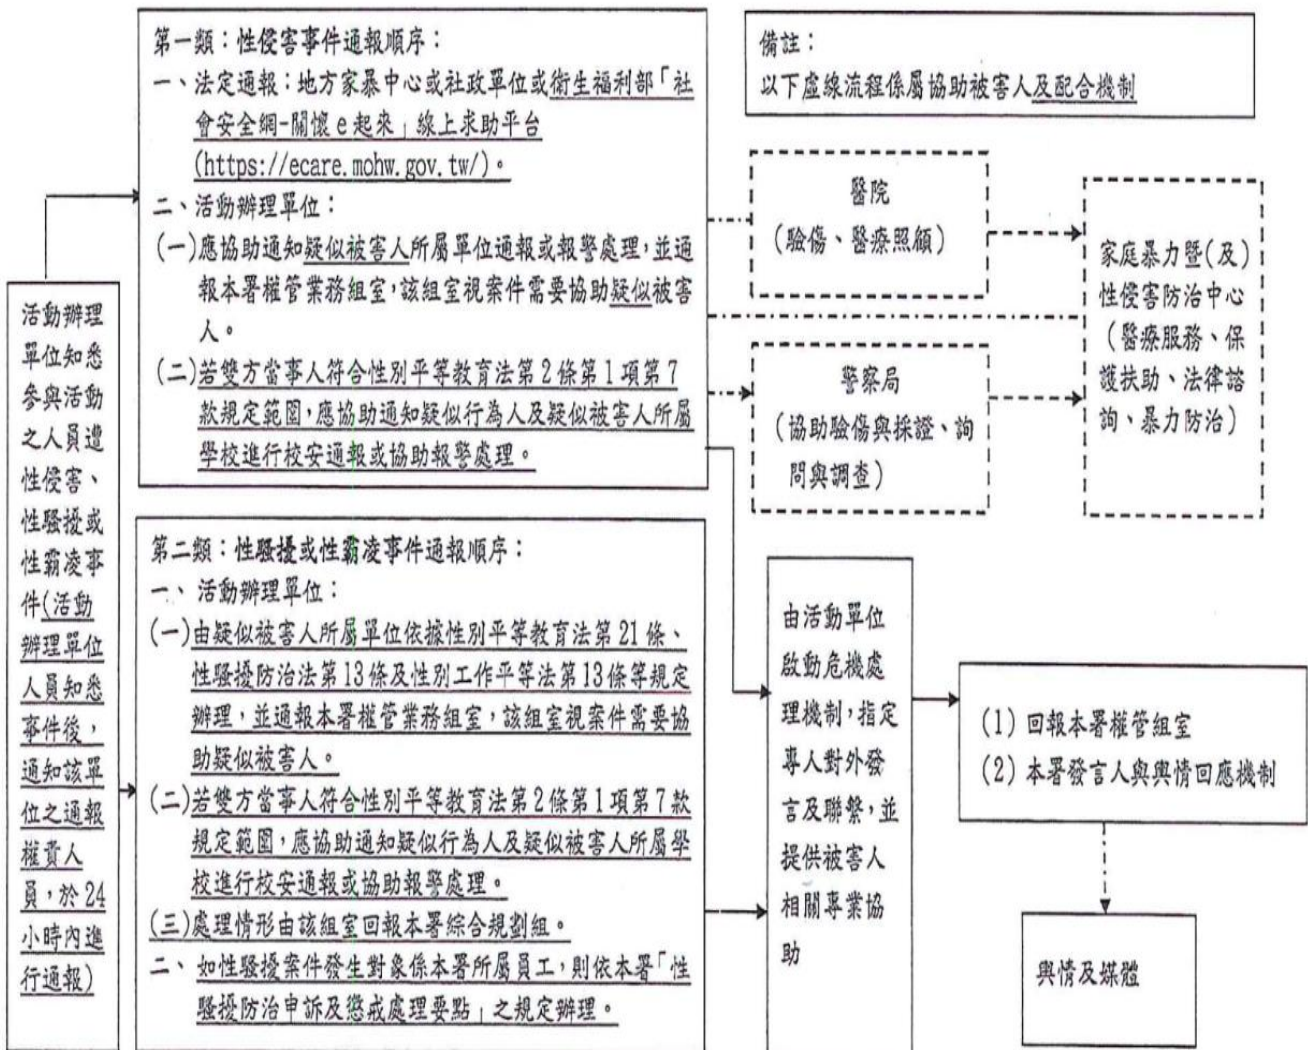 活動辦理
單位知悉
參與活動
之人員遭
性侵害、
性騷擾或
性霸凌事
件(活動
辦理單位
人員知悉
事件後，
通知該單
位之通報
權責人
員，於24
小時內進
行通報)
第一類：性侵害事件通報順序：
一、法定通報：地方家暴中心或社政單位或衛生福利部「社
會安全網-關懷e起來」線上求助平台
(https://ecare.mohw.gov.tw/)。
二、活動辦理單位：
(一)應協助通知疑似被害人所屬單位通報或報警處理，並通
報本署權管業務組室，該組室視案件需要協助疑似被害
人。
(二)若雙方當事人符合性別平等教育法第2條第1項第7
款規定範圍，應協助通知疑似行為人及疑似被害人所屬
學校進行校安通報或協助報警處理。
第二類：性騷擾或性霸凌事件通報順序：
一、活動辦理單位：
(一)由疑似被害人所屬單位依據性別平等教育法第21條、
性騷擾防治法第13條及性別工作平等法第13條等規定
辦理，並通報本署權管業務組室，該組室視案件需要協
助疑似被害人。
(二)若雙方當事人符合性別平等教育法第2條第1項第7款
規定範圍，應協助通知疑似行為人及疑似被害人所屬學
校進行校安通報或協助報警處理。
(三)處理情形由該組室回報本署綜合規劃組。
二、如性騷擾案件發生對象係本署所屬員工，則依本署「性
騷擾防治申訴及懲戒處理要點」之規定辦理。
備註：
以下虛線流程係屬協助被害人及配合機制
醫院
(驗傷、醫療照顧)
警察局
(協助驗傷與採證、詢
問與調查)
家庭暴力暨(及)
性侵害防治中心
(醫療服務、保
護扶助、法律諮
詢、暴力防治)
由活動單位
啟動危機處
理機制，指定
專人對外發
言及聯繫，並
提供被害人
相關專業協
助
(1) 回報本署權管組室
(2) 本署發言人與輿情回應機制
輿情及媒體